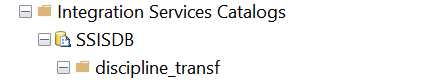 Integration Services Catalogs
SSISDB
discipline_transf